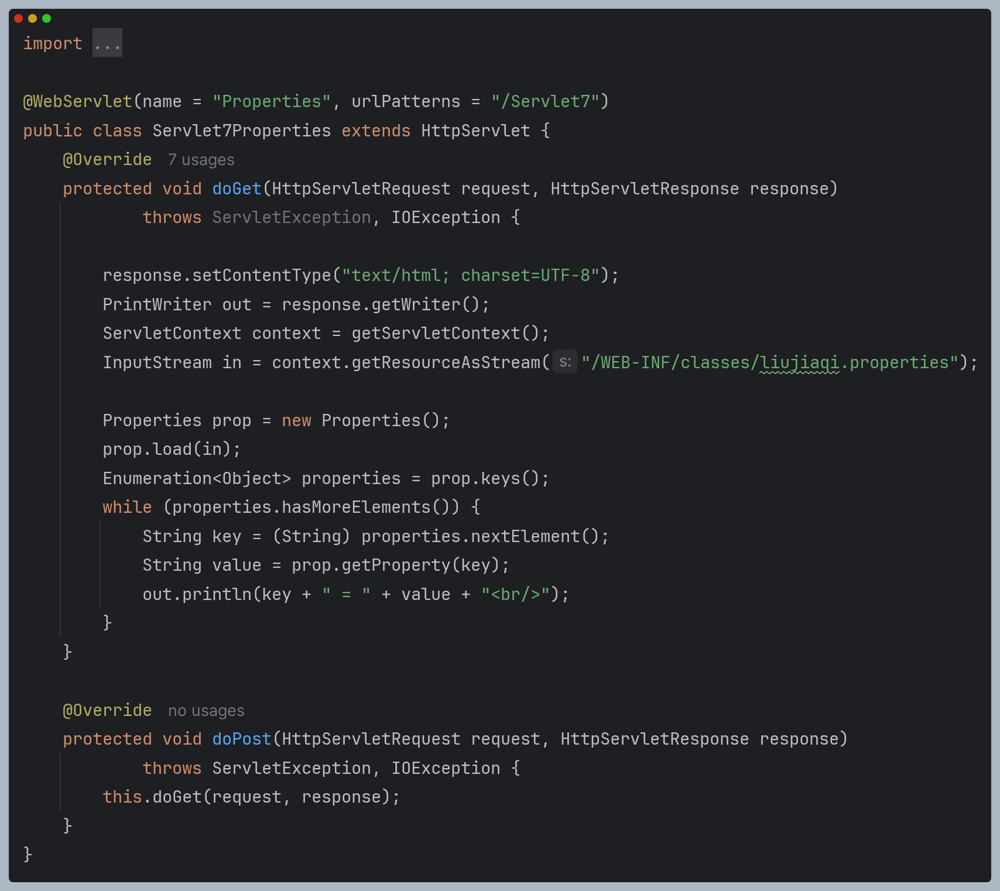 import ...
@WebServlet(name = "Properties", urlPatterns = "/Servlet7")
public class Servlet7Properties extends HttpServlet {
    @Override 7 usages
    protected void doGet(HttpServletRequest request, HttpServletResponse response)
            throws ServletException, IOException {
        response.setContentType("text/html; charset=UTF-8");
        PrintWriter out = response.getWriter();
        ServletContext context = getServletContext();
        InputStream in = context.getResourceAsStream( s: "/WEB-INF/classes/liujiaqi.properties");
        Properties prop = new Properties();
        prop.load(in);
        Enumeration<Object> properties = prop.keys();
        while (properties.hasMoreElements()) {
            String key = (String) properties.nextElement();
            String value = prop.getProperty(key);
            out.println(key + " = " + value + "<br/>");
        }
    }
    @Override no usages
    protected void doPost(HttpServletRequest request, HttpServletResponse response)
            throws ServletException, IOException {
        this.doGet(request, response);
    }
}